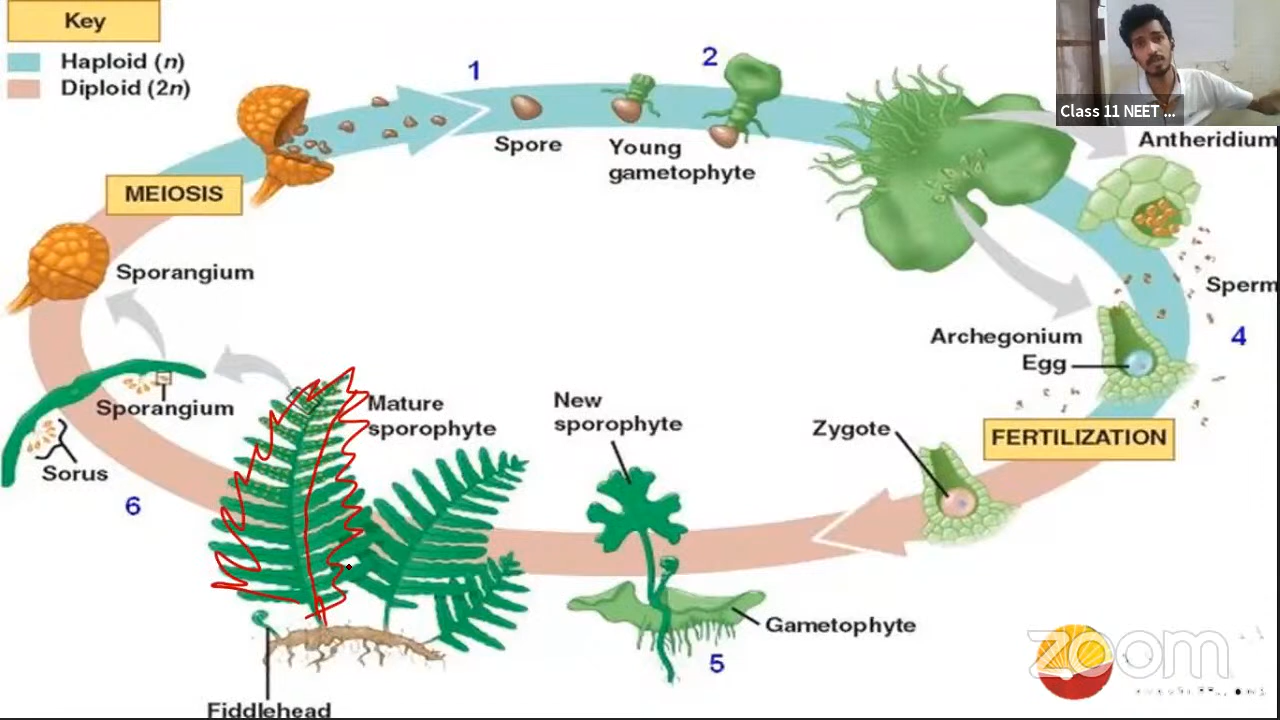 Key
Haploid (n)
Diploid (2n)
1
2
Class 11 NEET ...
Spore
Young
gametophyte
Antheridium
MEIOSIS
Sporangium
Sperm
4
Archegonium
Egg
Sporangium
Mature
sporophyte
New
sporophyte
Zygote
FERTILIZATION
Sorus
6
Gametophyte
5
zoom
Fiddlehead